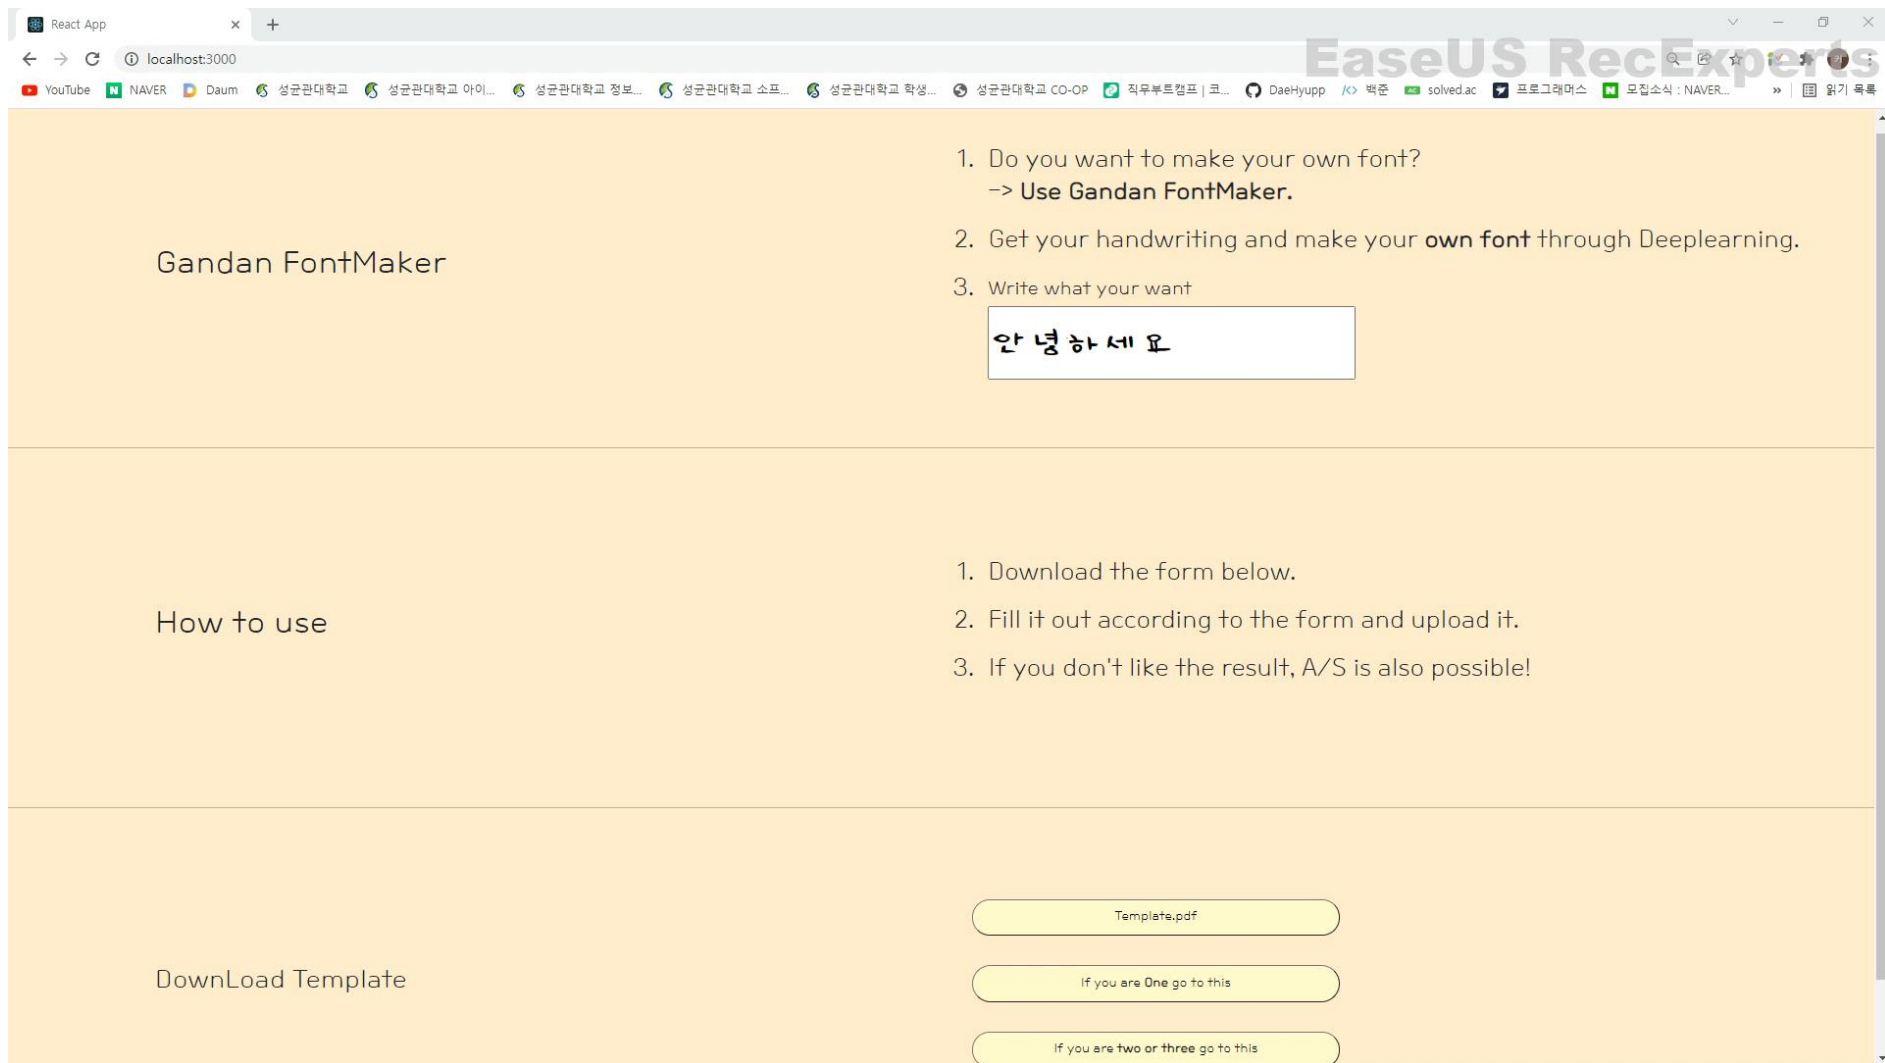 React App
EaseUS RecExperts
localhost:3000
YouTube NAVER Daum 성균관대학교 성균관대학교 아이... 성균관대학교 정보... 성균관대학교 소프... 성균관대학교 학생... 성균관대학교 CO-OP 직무부트캠프 | 코... DaeHyupp 백준 solved.ac 프로그래머스 모집소식 : NAVER... » 읽기 목록
Gandan FontMaker
1. Do you want to make your own font?
-> Use Gandan FontMaker.
2. Get your handwriting and make your own font through Deeplearning.
3. Write what your want
안녕하세요
How to use
1. Download the form below.
2. Fill it out according to the form and upload it.
3. If you don't like the result, A/S is also possible!
DownLoad Template
Template.pdf
If you are One go to this
If you are two or three go to this